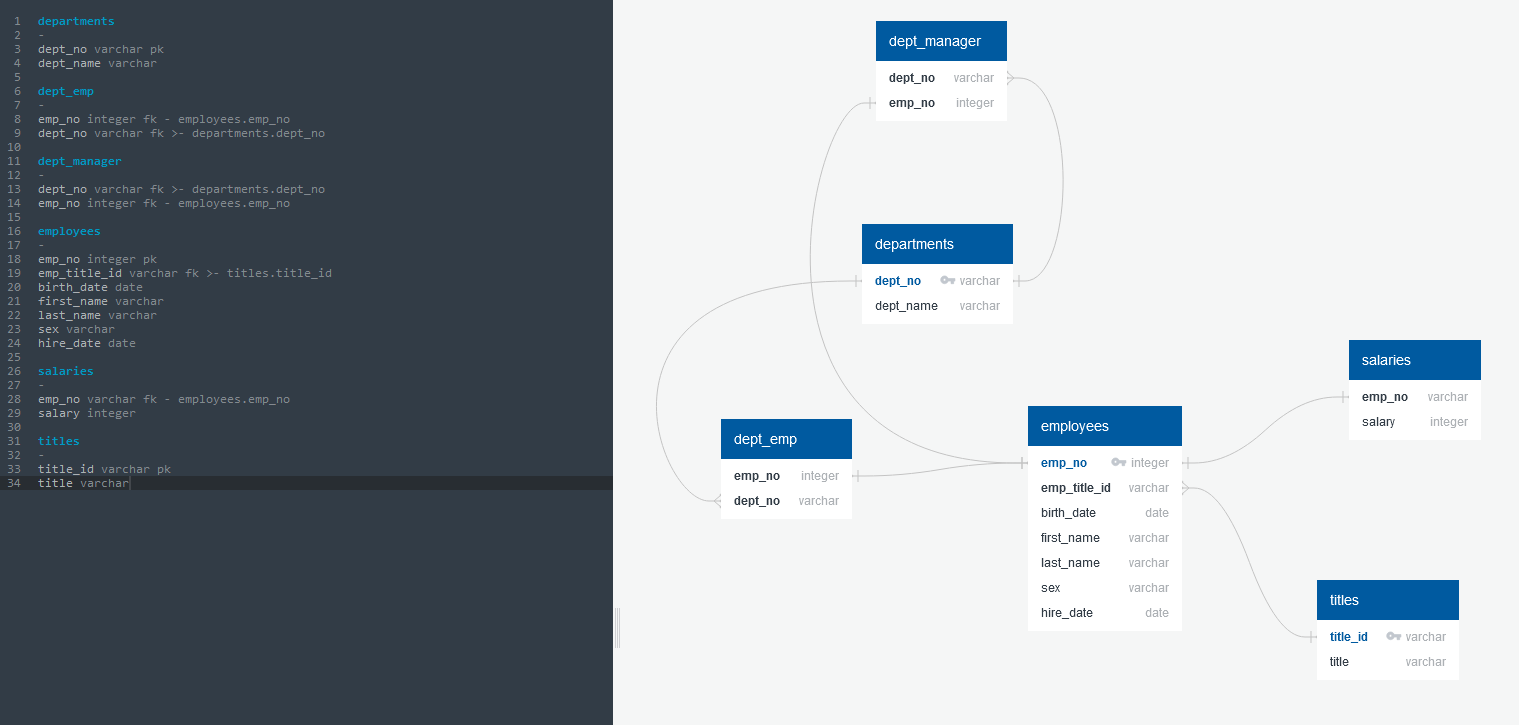 1 departments
2 -
3 dept_no varchar pk
4 dept_name varchar
5
6 dept_emp
7 -
8 emp_no integer fk - employees.emp_no
9 dept_no varchar fk >- departments.dept_no
10
11 dept_manager
12 -
13 dept_no varchar fk >- departments.dept_no
14 emp_no integer fk - employees.emp_no
15
16 employees
17 -
18 emp_no integer pk
19 emp_title_id varchar fk >- titles.title_id
20 birth_date date
21 first_name varchar
22 last_name varchar
23 sex varchar
24 hire_date date
25
26 salaries
27 -
28 emp_no varchar fk - employees.emp_no
29 salary integer
30
31 titles
32 -
33 title_id varchar pk
34 title varchar
dept_manager
dept_no varchar
emp_no integer
departments
dept_no varchar
dept_name varchar
salaries
emp_no varchar
salary integer
dept_emp
emp_no integer
dept_no varchar
employees
emp_no integer
emp_title_id varchar
birth_date date
first_name varchar
last_name varchar
sex varchar
hire_date date
titles
title_id varchar
title varchar